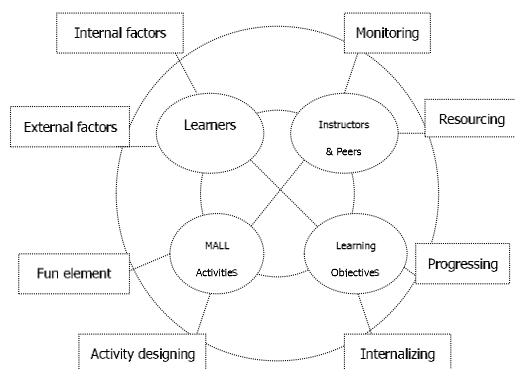 Internal factors
Monitoring
External factors
Learners
Instructors
& Peers
Resourcing
MALL
Activities
Learning
Objectives
Fun element
Progressing
Activity designing
Internalizing